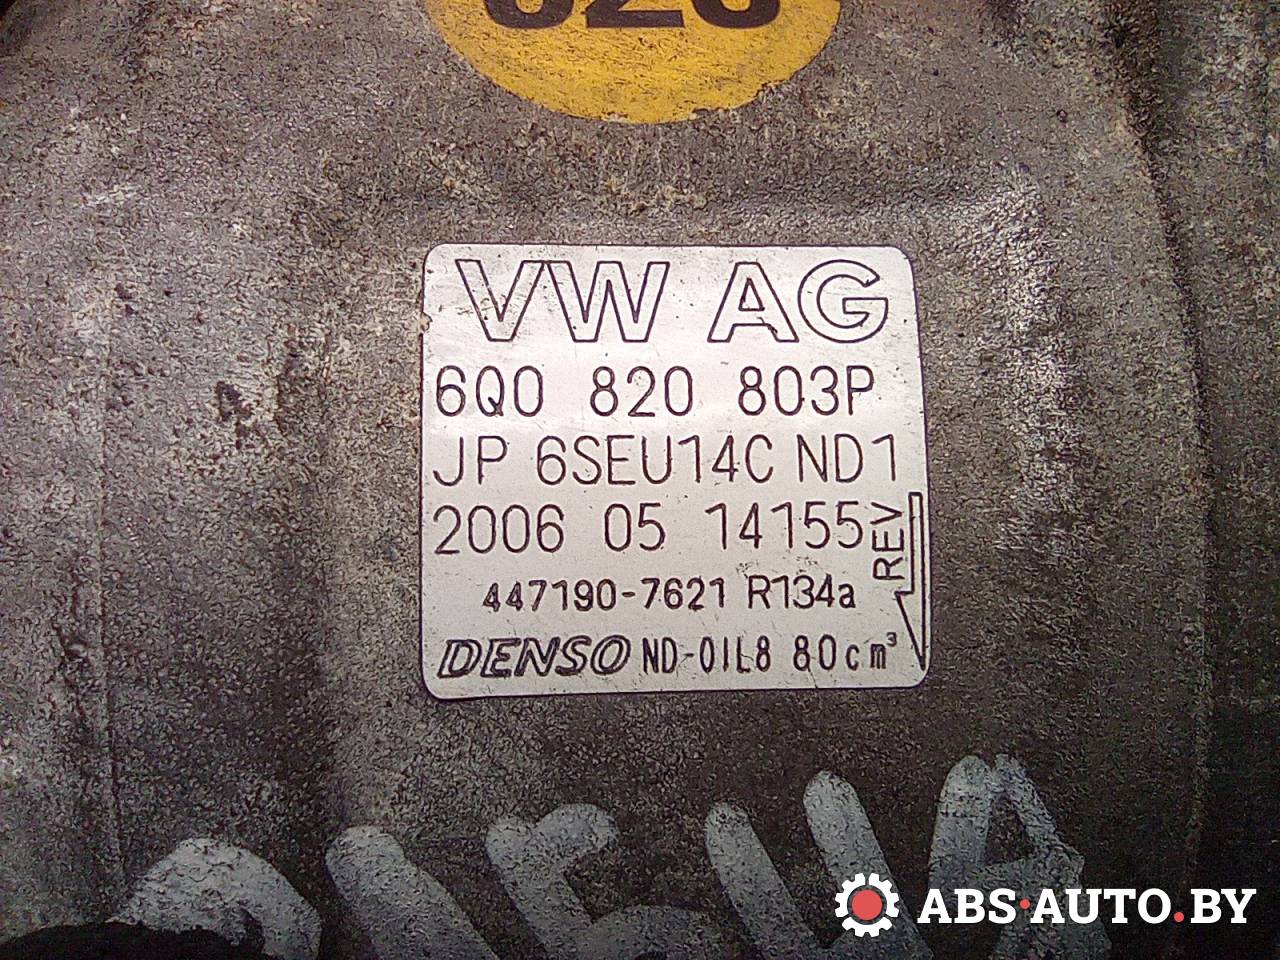 VW AG
6Q0 820 803P
JP 6SEU14C ND1
2006 05 14155
REV
447190-7621 R134a
DENSO ND-OIL8 80cm³
ABS·AUTO.BY